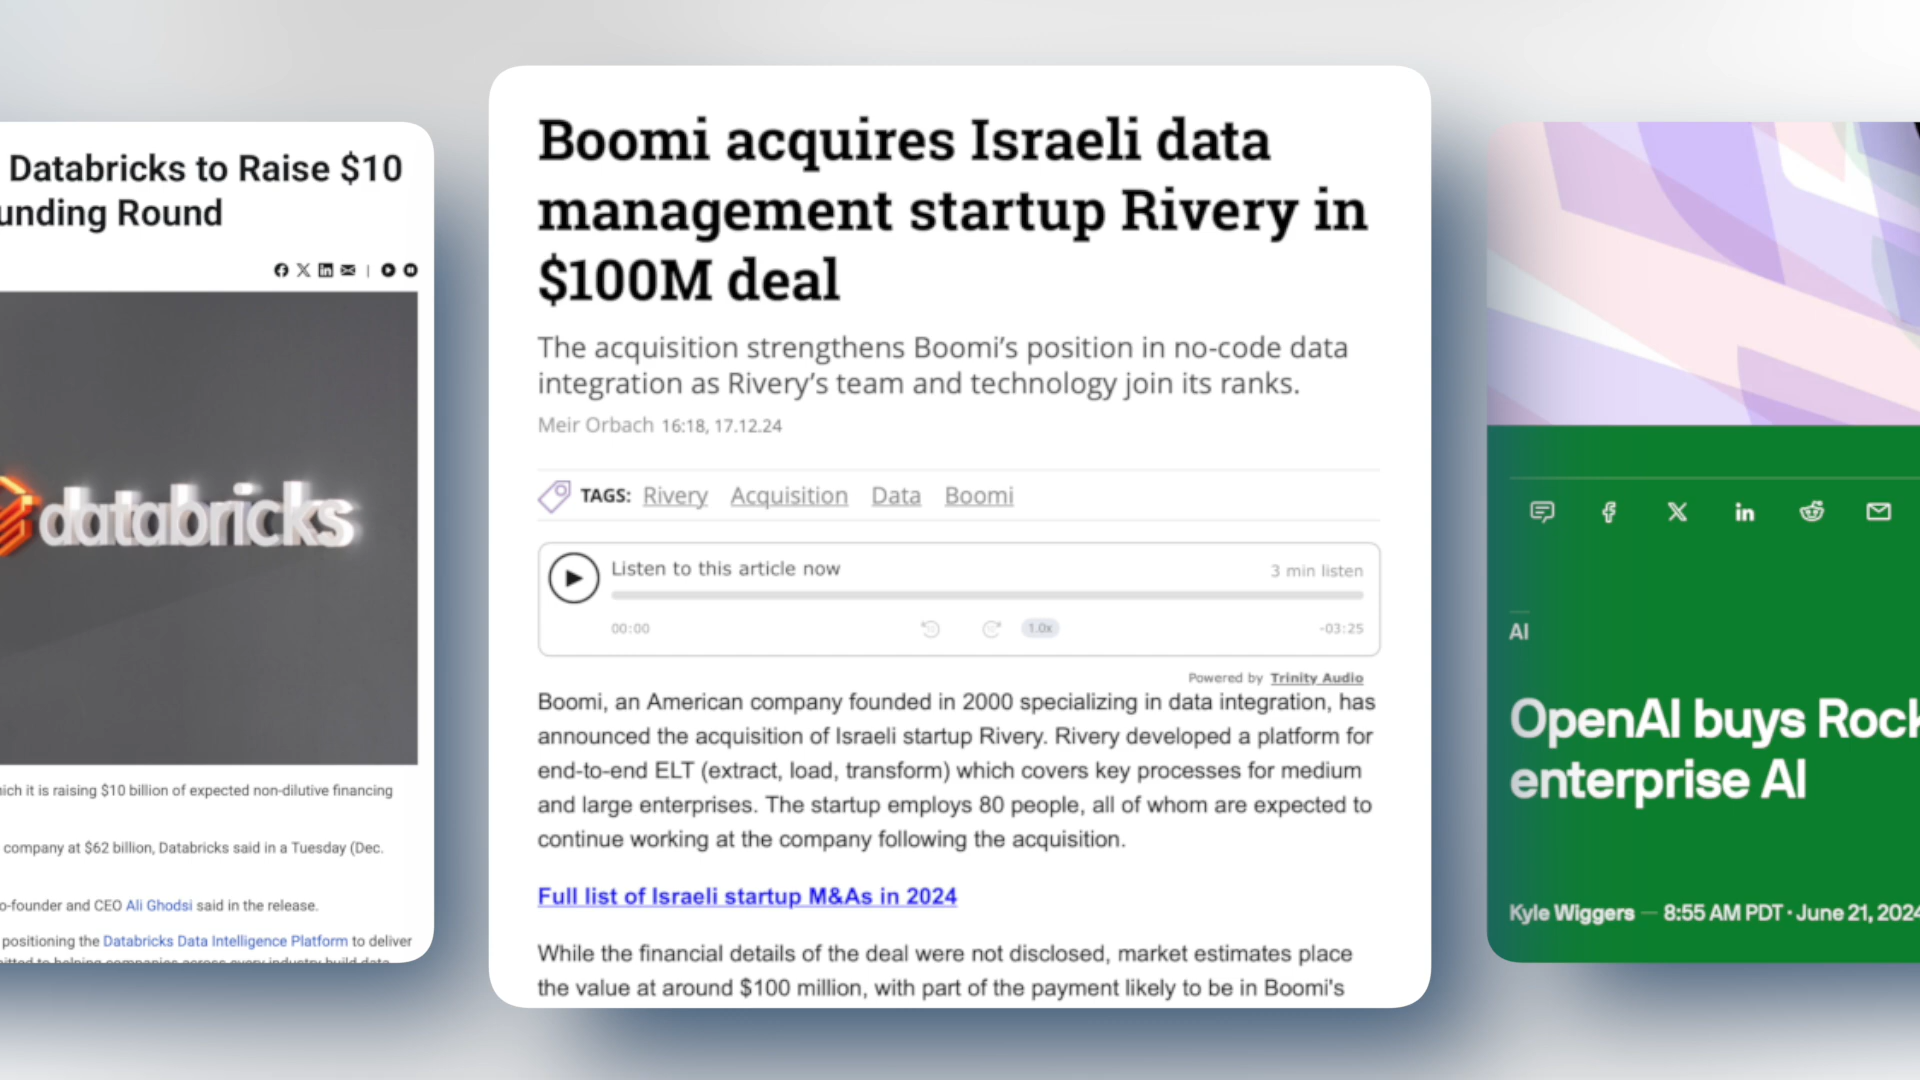 Databricks to Raise $10
unding Round
databricks
ich it is raising $10 billion of expected non-dilutive financing
company at $62 billion, Databricks said in a Tuesday (Dec.
o-founder and CEO Ali Ghodsi said in the release.
positioning the Databricks Data Intelligence Platform to deliver
Boomi acquires Israeli data
management startup Rivery in
$100M deal
The acquisition strengthens Boomi's position in no-code data
integration as Rivery's team and technology join its ranks.
Meir Orbach 16:18, 17.12.24
TAGS: Rivery Acquisition Data Boomi
Listen to this article now
3 min listen
00:00
1.0x
-03:25
Powered by Trinity Audio
Boomi, an American company founded in 2000 specializing in data integration, has
announced the acquisition of Israeli startup Rivery. Rivery developed a platform for
end-to-end ELT (extract, load, transform) which covers key processes for medium
and large enterprises. The startup employs 80 people, all of whom are expected to
continue working at the company following the acquisition.
Full list of Israeli startup M&As in 2024
While the financial details of the deal were not disclosed, market estimates place
the value at around $100 million, with part of the payment likely to be in Boomi's
AI
OpenAI buys Rock
enterprise AI
Kyle Wiggers — 8:55 AM PDT · June 21, 2024